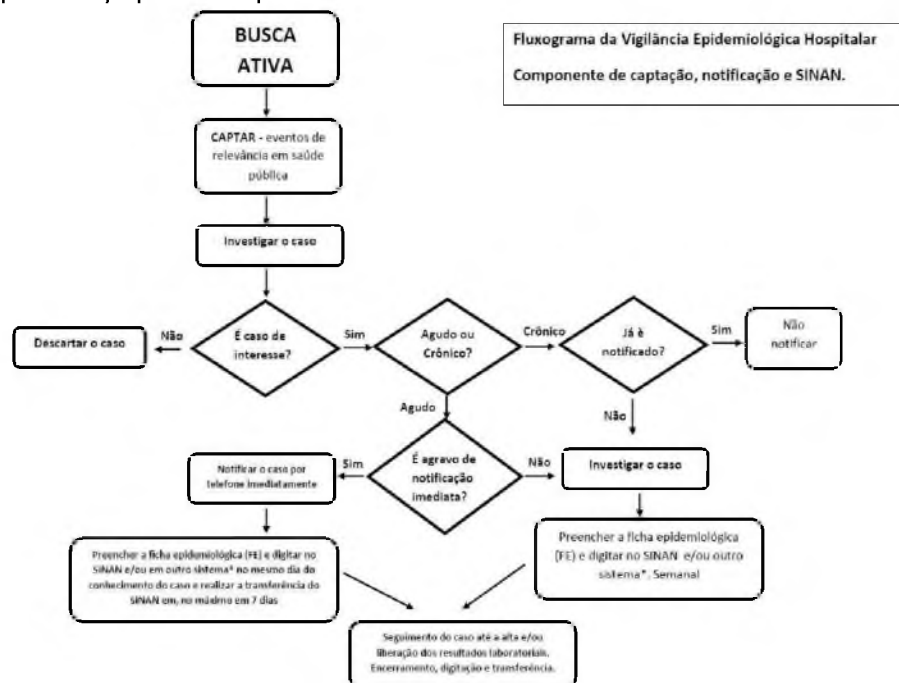 BUSCA
ATIVA
Fluxograma da Vigilância Epidemiológica Hospitalar
Componente de captação, notificação e SINAN.
CAPTAR - eventos de
relevância em saúde
pública
Investigar o caso
Descartar o caso
Não
É caso de
interesse?
Sim
Agudo ou
Crônico?
Crônico
Já è
notificado?
Sim
Não
notificar
Agudo
Não
Notificar o caso por
telefone imediatamente
Sim
É agravo de
notificação
imediata?
Não
Investigar o caso
Preencher a ficha epidemiológica (FE) e digitar no
SINAN e/ou em outro sistema* no mesmo dia do
conhecimento do caso e realizar a transferência do
SINAN em, no máximo em 7 dias
Preencher a ficha epidemiológica
(FE) e digitar no SINAN e/ou outro
sistema*, Semanal
Seguimento do caso até a alta e/ou
liberação dos resultados laboratoriais.
Encerramento, digitação e transferência.